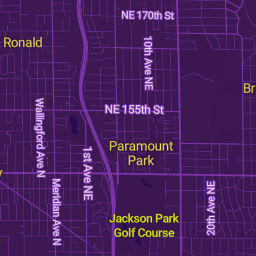 NE 170th St
Ronald
10th Ave NE
Br
NE 155th St
Wallingford Ave N
Paramount
Park
1st Ave NE
Meridian Ave N
20th Ave NE
Jackson Park
Golf Course